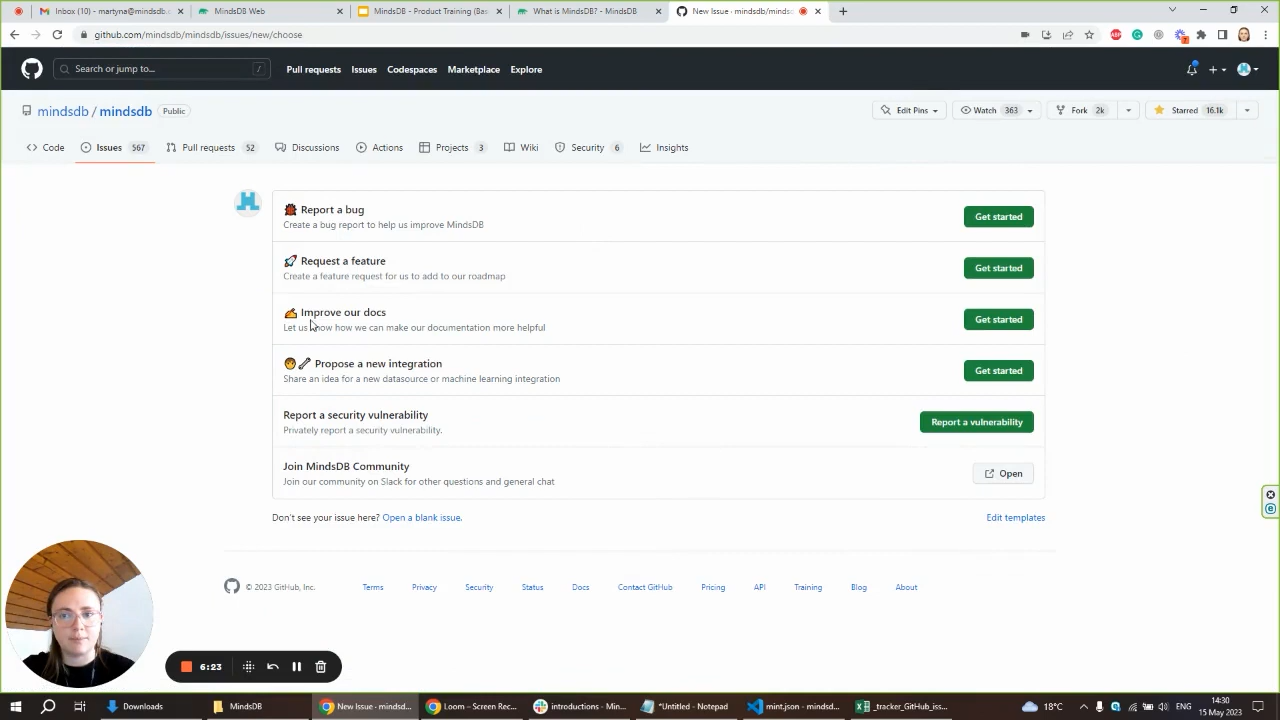 Inbox (10) - martyna@mindsdb.c
MindsDB Web
MindsDB - Product Training (Bas
What is MindsDB? - MindsDB
New Issue · mindsdb/minds
github.com/mindsdb/mindsdb/issues/new/choose
Search or jump to...
/
Pull requests
Issues
Codespaces
Marketplace
Explore
mindsdb / mindsdb
Public
Edit Pins
Watch 363
Fork 2k
Starred 16.1k
Code
Issues 567
Pull requests 52
Discussions
Actions
Projects 3
Wiki
Security 6
Insights
Report a bug
Create a bug report to help us improve MindsDB
Get started
Request a feature
Create a feature request for us to add to our roadmap
Get started
Improve our docs
Let us know how we can make our documentation more helpful
Get started
Propose a new integration
Share an idea for a new datasource or machine learning integration
Get started
Report a security vulnerability
Privately report a security vulnerability.
Report a vulnerability
Join MindsDB Community
Join our community on Slack for other questions and general chat
Open
Don't see your issue here? Open a blank issue.
Edit templates
© 2023 GitHub, Inc.
Terms
Privacy
Security
Status
Docs
Contact GitHub
Pricing
API
Training
Blog
About
6:23
Downloads
MindsDB
New Issue · mindsd...
Loom – Screen Rec...
introductions - Min...
*Untitled - Notepad
mint.json - mindsd...
_tracker_GitHub_iss...
18°C
ENG
14:30
15 May 2023